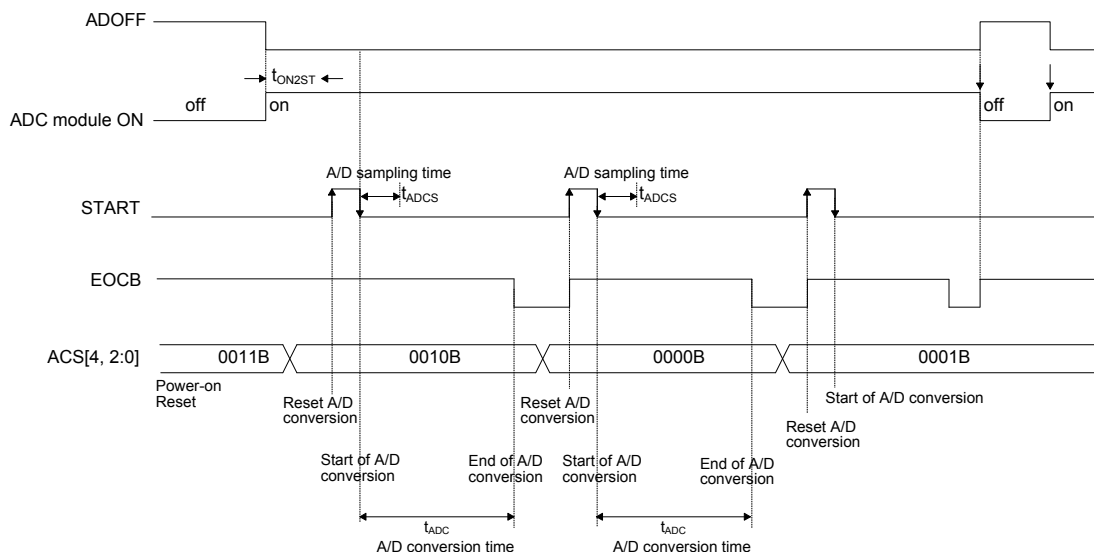 ADOFF
tON2ST
off
on
off
on
ADC module ON
A/D sampling time
A/D sampling time
tADCS
tADCS
START
EOCB
ACS[4, 2:0]
0011B
0010B
0000B
0001B
Power-on
Reset
Reset A/D
conversion
Reset A/D
conversion
Start of A/D conversion
Reset A/D
conversion
Start of A/D
conversion
End of A/D
conversion
Start of A/D
conversion
End of A/D
conversion
tADC
tADC
A/D conversion time
A/D conversion time